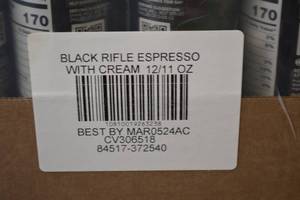 170
170
BLACK RIFLE ESPRESSO
WITH CREAM 12/11 OZ
BEST BY MAR0524AC
CV306518
84517-372540